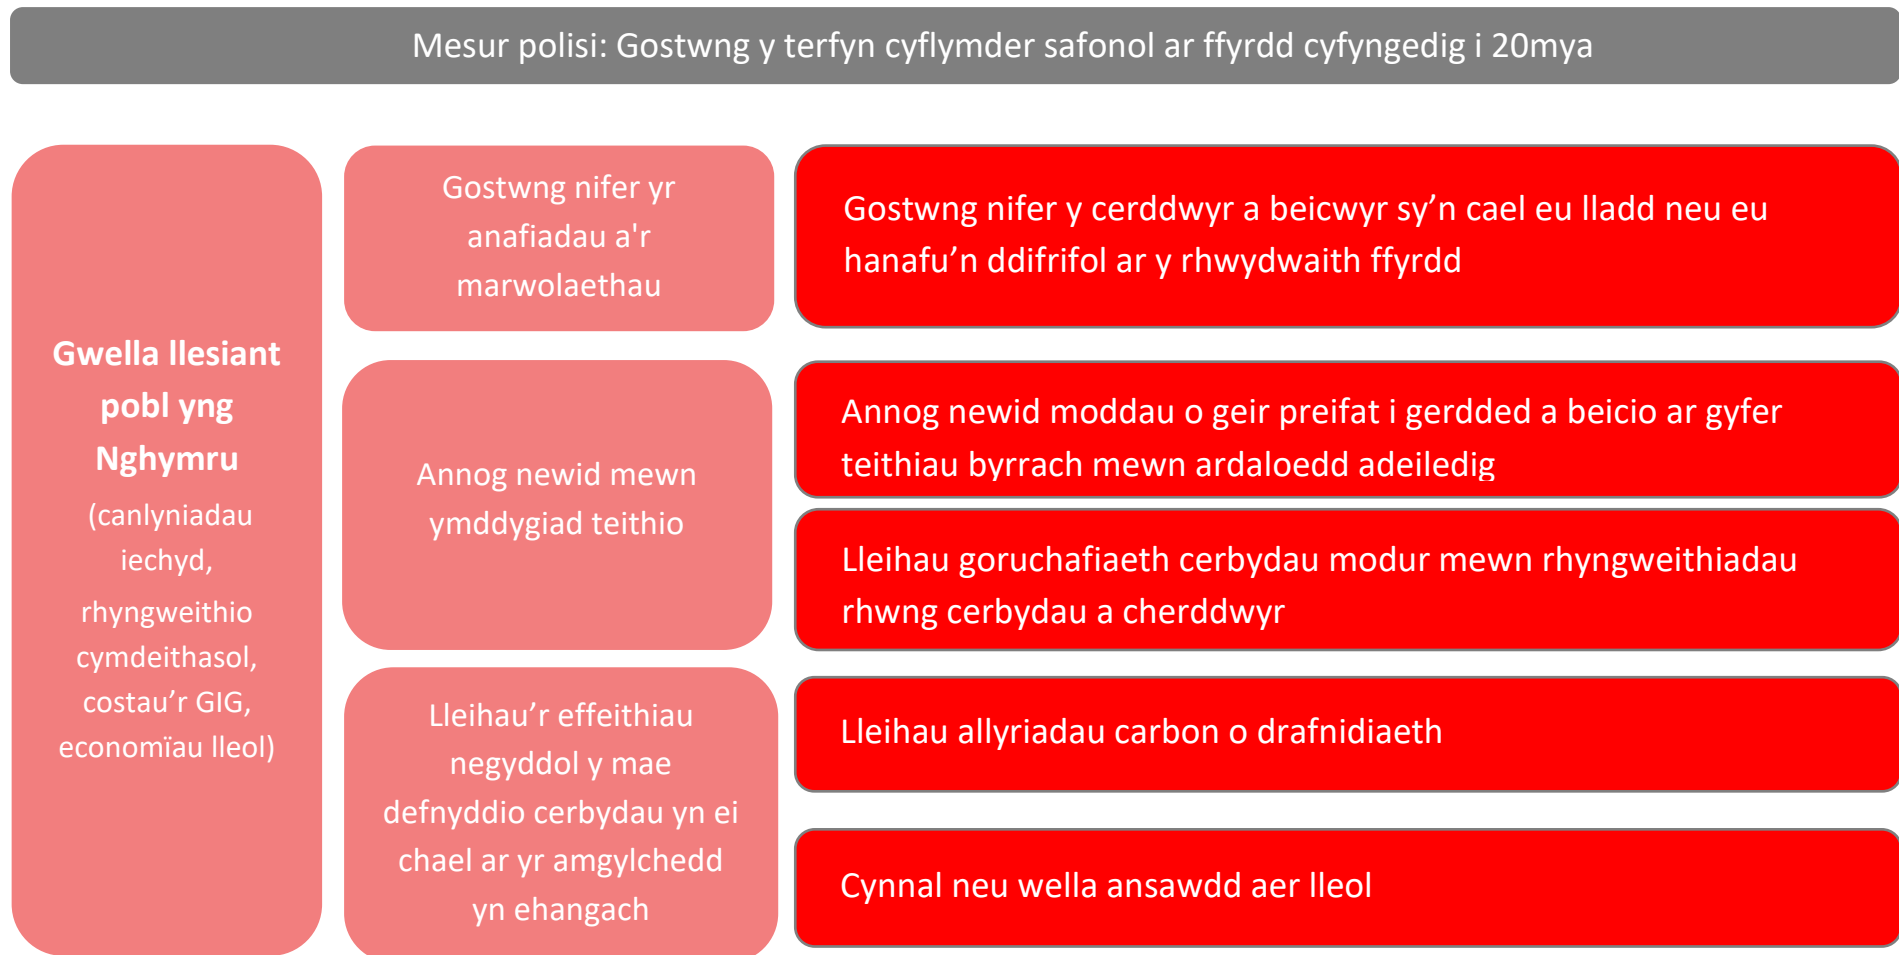 Mesur polisi: Gostwng y terfyn cyflymder safonol ar ffyrdd cyfyngedig i 20mya
Gwella llesiant
pobl yng
Nghymru
(canlyniadau
iechyd,
rhyngweithio
cymdeithasol,
costau’r GIG,
economïau lleol)
Gostwng nifer yr
anafiadau a'r
marwolaethau
Gostwng nifer y cerddwyr a beicwyr sy’n cael eu lladd neu eu
hanafu’n ddifrifol ar y rhwydwaith ffyrdd
Annog newid mewn
ymddygiad teithio
Annog newid moddau o geir preifat i gerdded a beicio ar gyfer
teithiau byrrach mewn ardaloedd adeiledig
Lleihau goruchafiaeth cerbydau modur mewn rhyngweithiadau
rhwng cerbydau a cherddwyr
Lleihau’r effeithiau
negyddol y mae
defnyddio cerbydau yn ei
chael ar yr amgylchedd
yn ehangach
Lleihau allyriadau carbon o drafnidiaeth
Cynnal neu wella ansawdd aer lleol